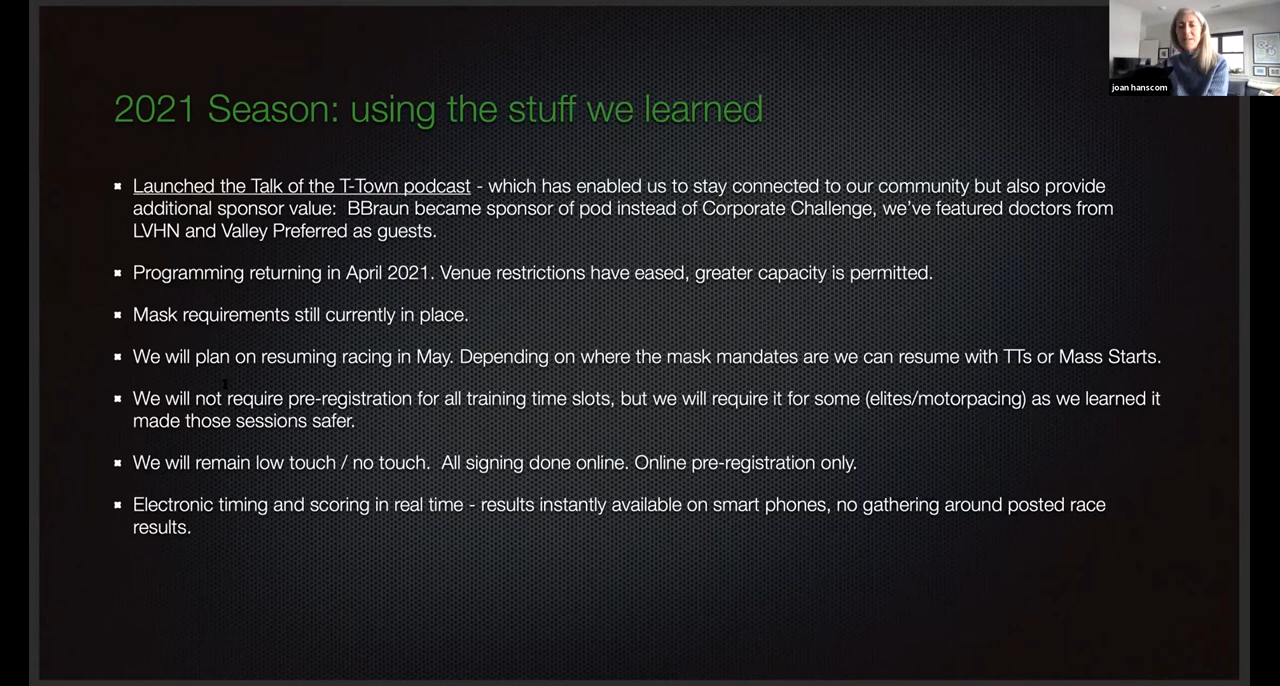 joan hanscom
2021 Season: using the stuff we learned
Launched the Talk of the T-Town podcast - which has enabled us to stay connected to our community but also provide
additional sponsor value:  BBraun became sponsor of pod instead of Corporate Challenge, we’ve featured doctors from
LVHN and Valley Preferred as guests.
Programming returning in April 2021. Venue restrictions have eased, greater capacity is permitted.
Mask requirements still currently in place.
We will plan on resuming racing in May. Depending on where the mask mandates are we can resume with TTs or Mass Starts.
We will not require pre-registration for all training time slots, but we will require it for some (elites/motorpacing) as we learned it
made those sessions safer.
We will remain low touch / no touch.  All signing done online. Online pre-registration only.
Electronic timing and scoring in real time - results instantly available on smart phones, no gathering around posted race
results.